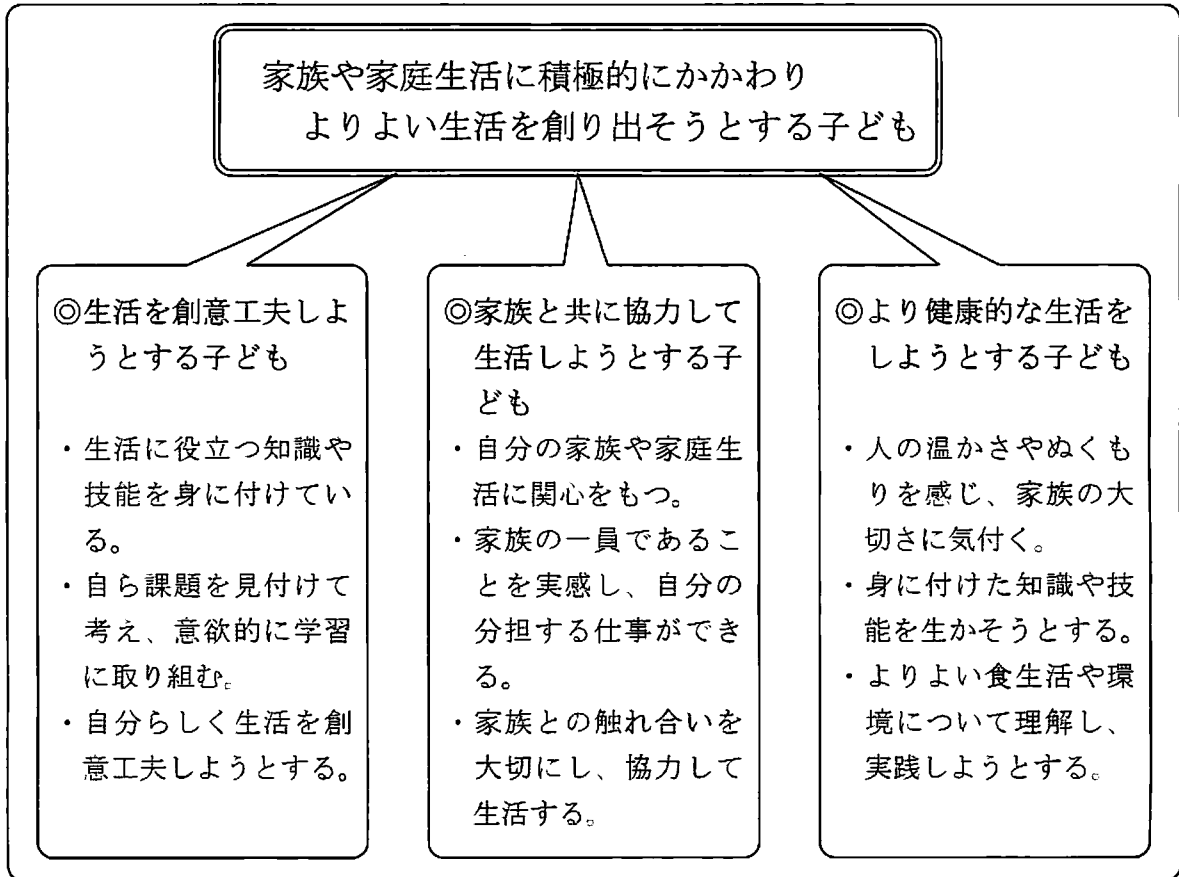 家族や家庭生活に積極的にかかわり
よりよい生活を創り出そうとする子ども
◎生活を創意工夫しよ
うとする子ども
・生活に役立つ知識や
技能を身に付けてい
る。
・自ら課題を見付けて
考え、意欲的に学習
に取り組む。
・自分らしく生活を創
意工夫しようとする。
◎家族と共に協力して
生活しようとする子
ども
・自分の家族や家庭生
活に関心をもつ。
・家族の一員であるこ
とを実感し、自分の
分担する仕事ができ
る。
・家族との触れ合いを
大切にし、協力して
生活する。
◎より健康的な生活を
しようとする子ども
・人の温かさやぬくも
りを感じ、家族の大
切さに気付く。
・身に付けた知識や技
能を生かそうとする。
・よりよい食生活や環
境について理解し、
実践しようとする。